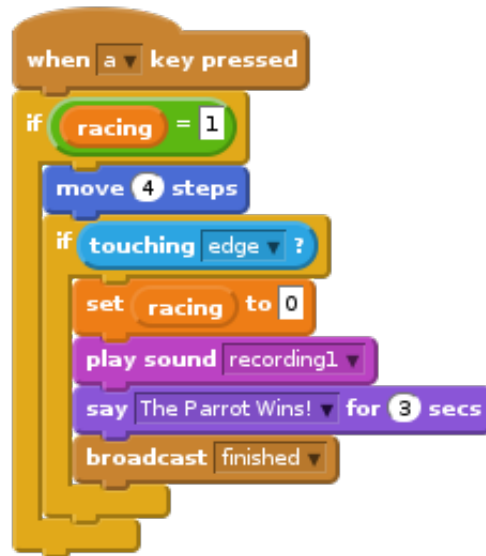 when a key pressed
if racing = 1
move 4 steps
if touching edge ?
set racing to 0
play sound recording1
say The Parrot Wins! for 3 secs
broadcast finished